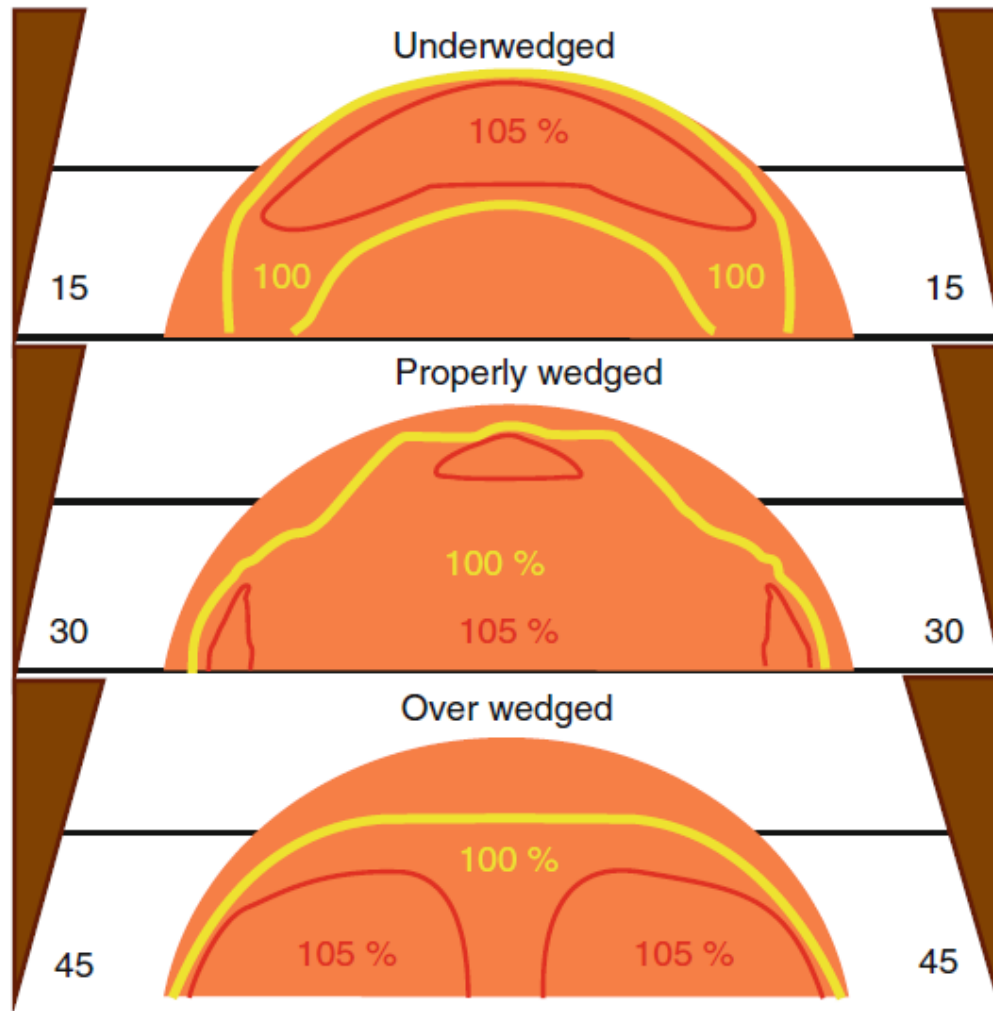 Underwedged
105 %
100 100
15 15
Properly wedged
100 %
30 105 % 30
Over wedged
100 %
45 105 % 105 % 45